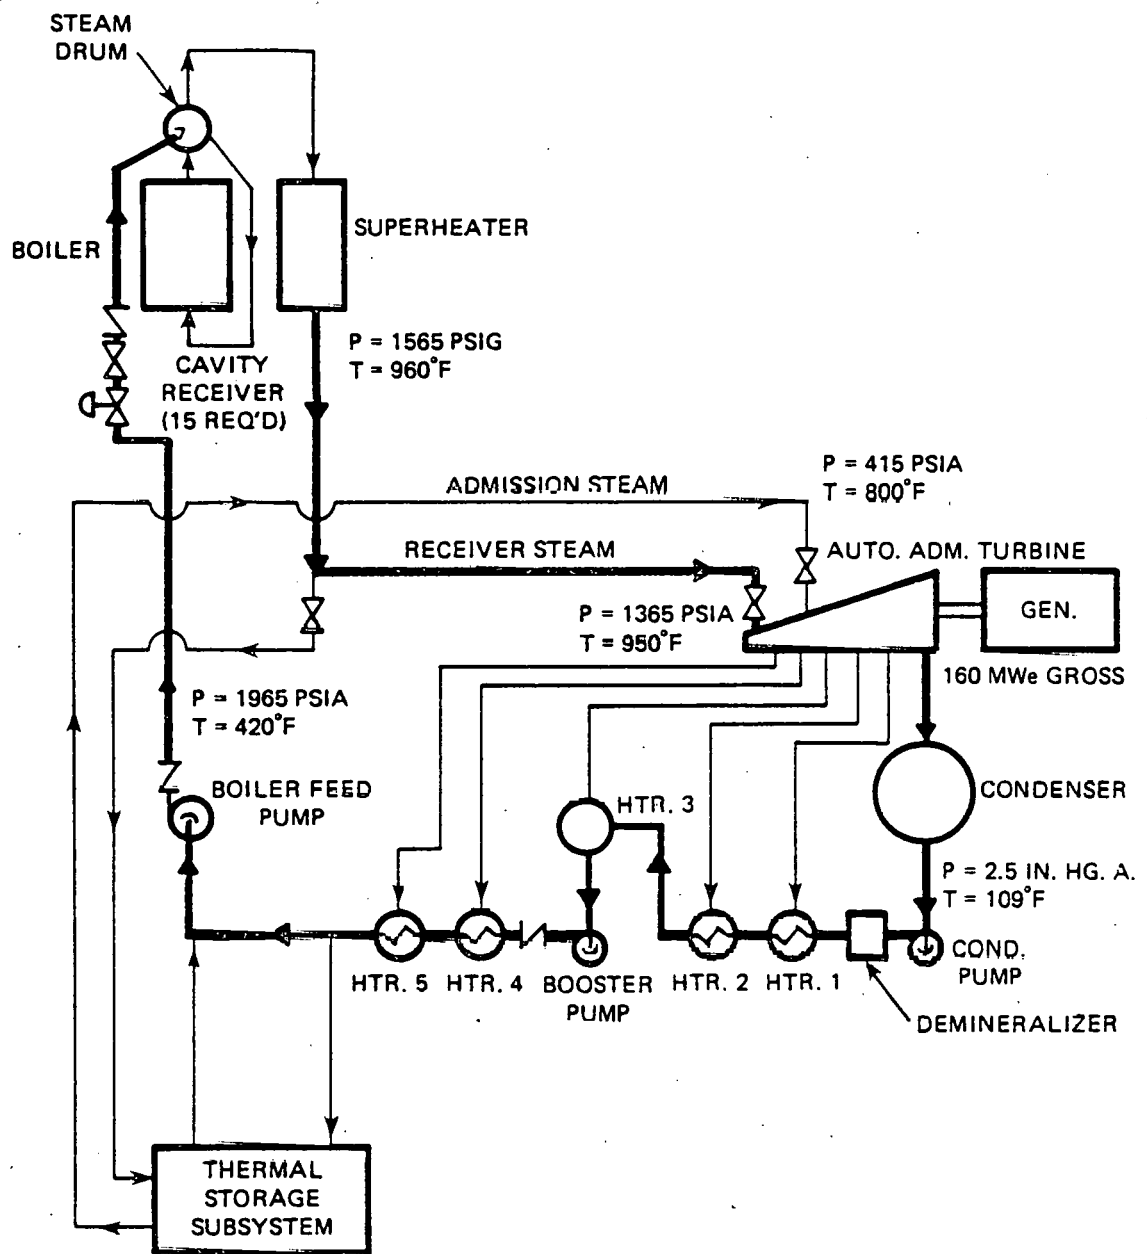 STEAM
DRUM
SUPERHEATER
BOILER
P = 1565 PSIG
T = 960°F
CAVITY
RECEIVER
(15 REQ'D)
P = 415 PSIA
T = 800°F
ADMISSION STEAM
RECEIVER STEAM
AUTO. ADM. TURBINE
GEN.
P = 1365 PSIA
T = 950°F
160 MWe GROSS
P = 1965 PSIA
T = 420°F
BOILER FEED
PUMP
HTR. 3
CONDENSER
P = 2.5 IN. HG. A.
T = 109°F
HTR. 5
HTR. 4
BOOSTER
PUMP
HTR. 2
HTR. 1
COND.
PUMP
DEMINERALIZER
THERMAL
STORAGE
SUBSYSTEM